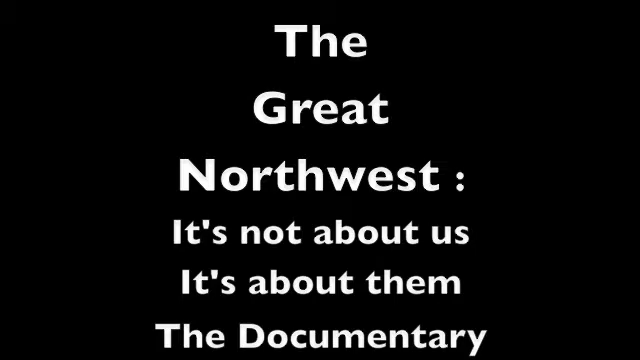 The
Great
Northwest :
It's not about us
It's about them
The Documentary